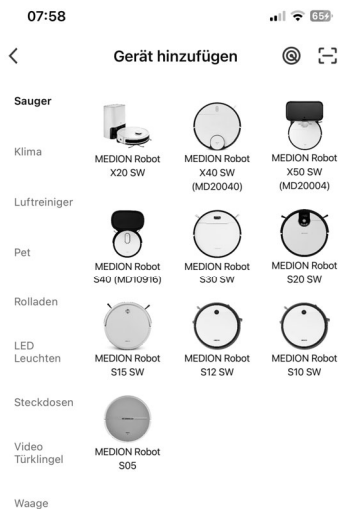 07:58
65
Gerät hinzufügen
Sauger
Klima
Luftreiniger
Pet
Rolladen
LED
Leuchten
Steckdosen
Video
Türklingel
Waage
MEDION Robot
X20 SW
MEDION Robot
X40 SW
(MD20040)
MEDION Robot
X50 SW
(MD20004)
MEDION Robot
S40 (MD10916)
MEDION Robot
S30 SW
MEDION Robot
S20 SW
MEDION Robot
S15 SW
MEDION Robot
S12 SW
MEDION Robot
S10 SW
MEDION Robot
S05